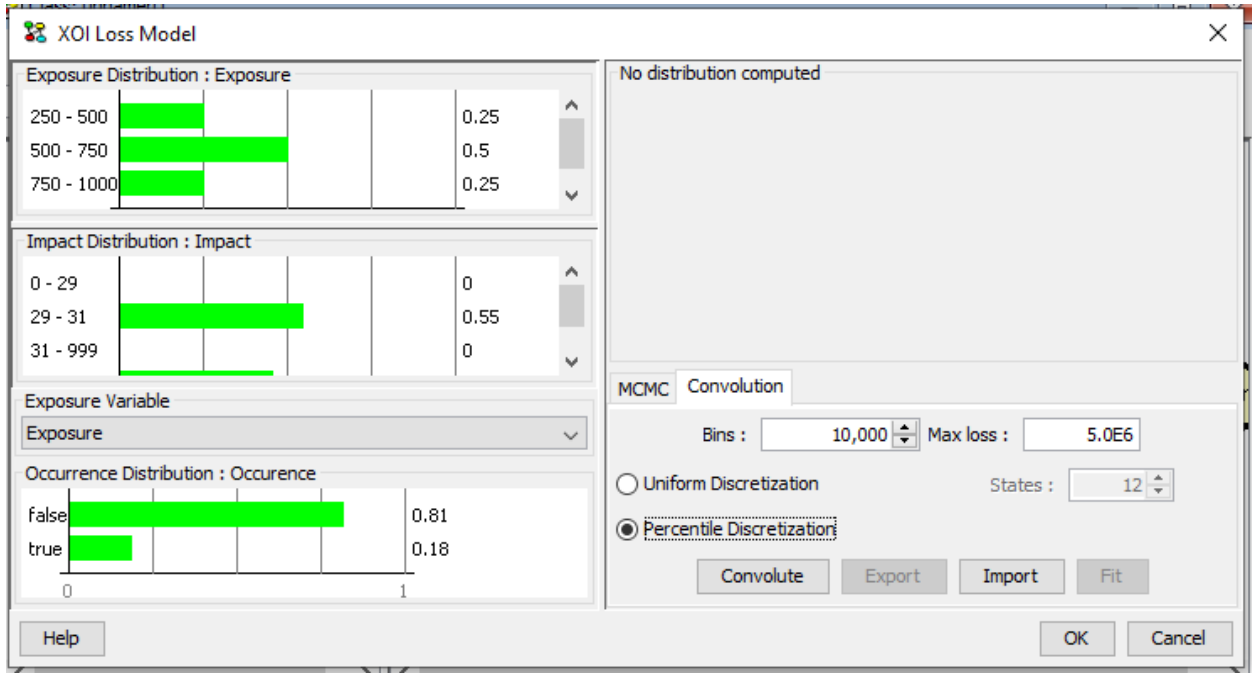 XOI Loss Model
Exposure Distribution : Exposure
250 - 500 0.25
500 - 750 0.5
750 - 1000 0.25
Impact Distribution : Impact
0 - 29 0
29 - 31 0.55
31 - 999 0
Exposure Variable
Exposure
Occurrence Distribution : Occurence
false 0.81
true 0.18
0 1
No distribution computed
MCMC Convolution
Bins : 10,000 Max loss : 5.0E6
Uniform Discretization States : 12
Percentile Discretization
Convolute Export Import Fit
Help OK Cancel